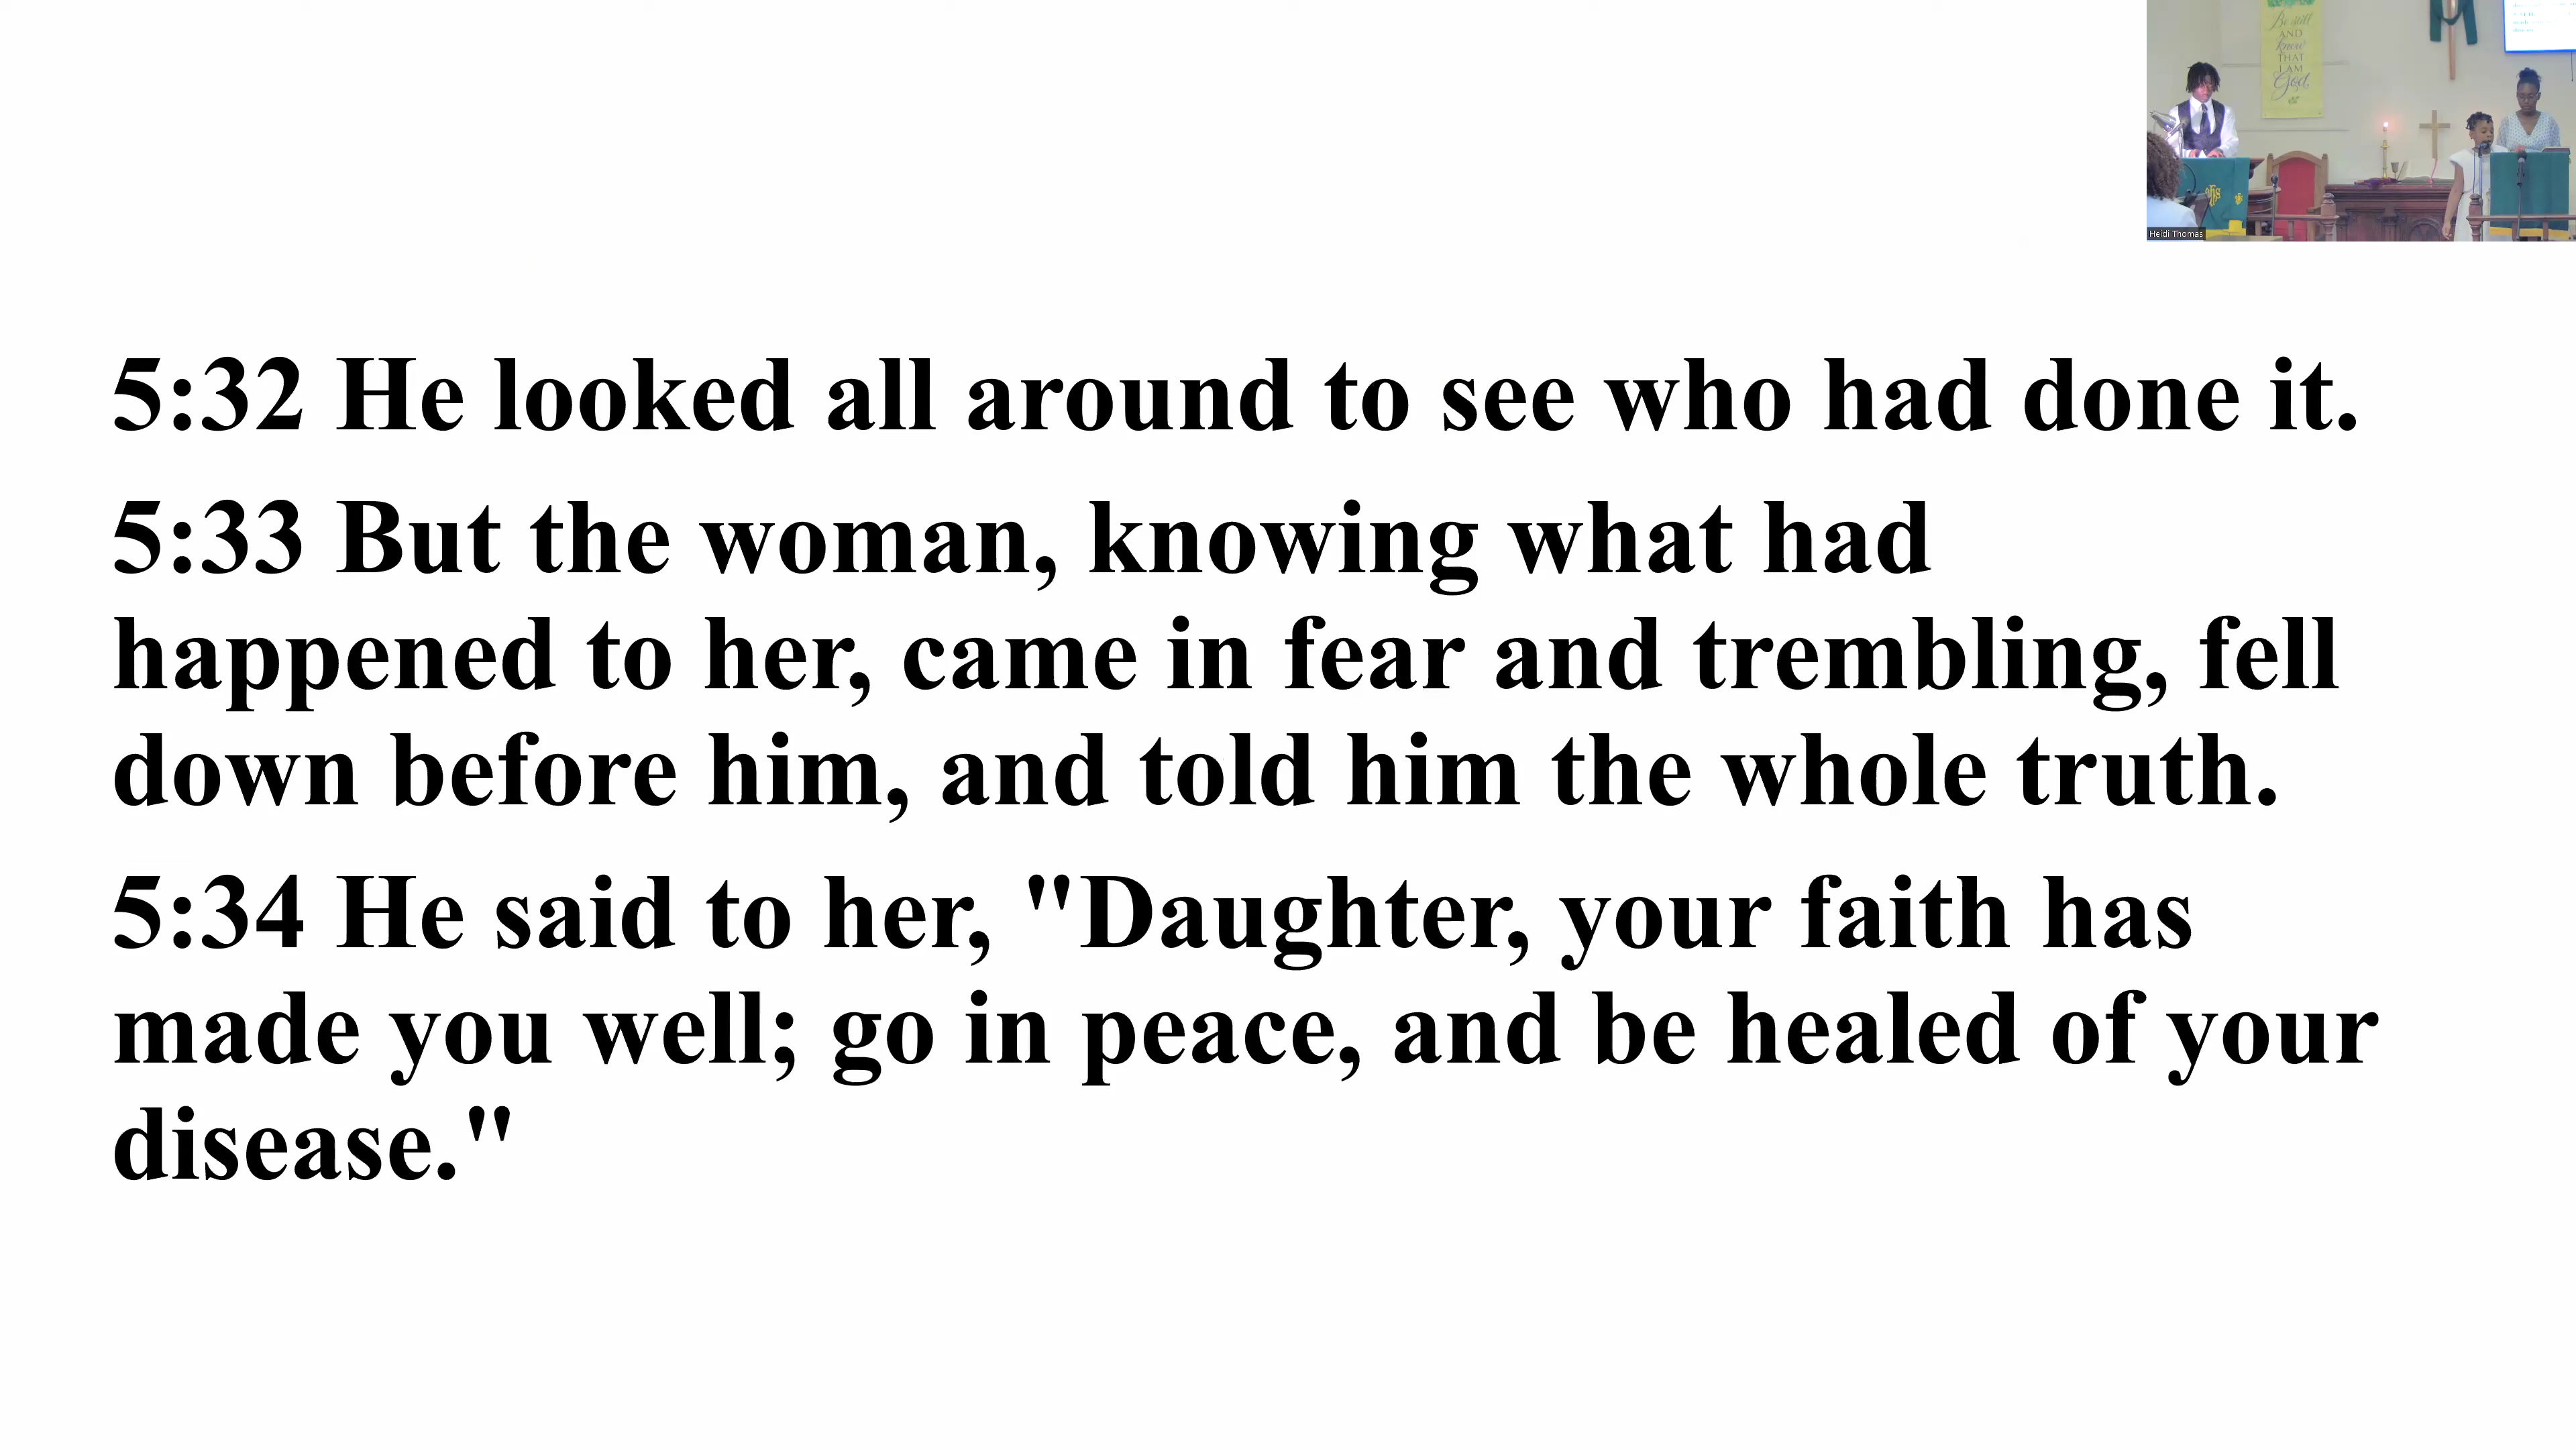 Be still
AND
know
THAT
I AM
God.
Heidi Thomas
5:32 He looked all around to see who had done it.
5:33 But the woman, knowing what had
happened to her, came in fear and trembling, fell
down before him, and told him the whole truth.
5:34 He said to her, "Daughter, your faith has
made you well; go in peace, and be healed of your
disease."